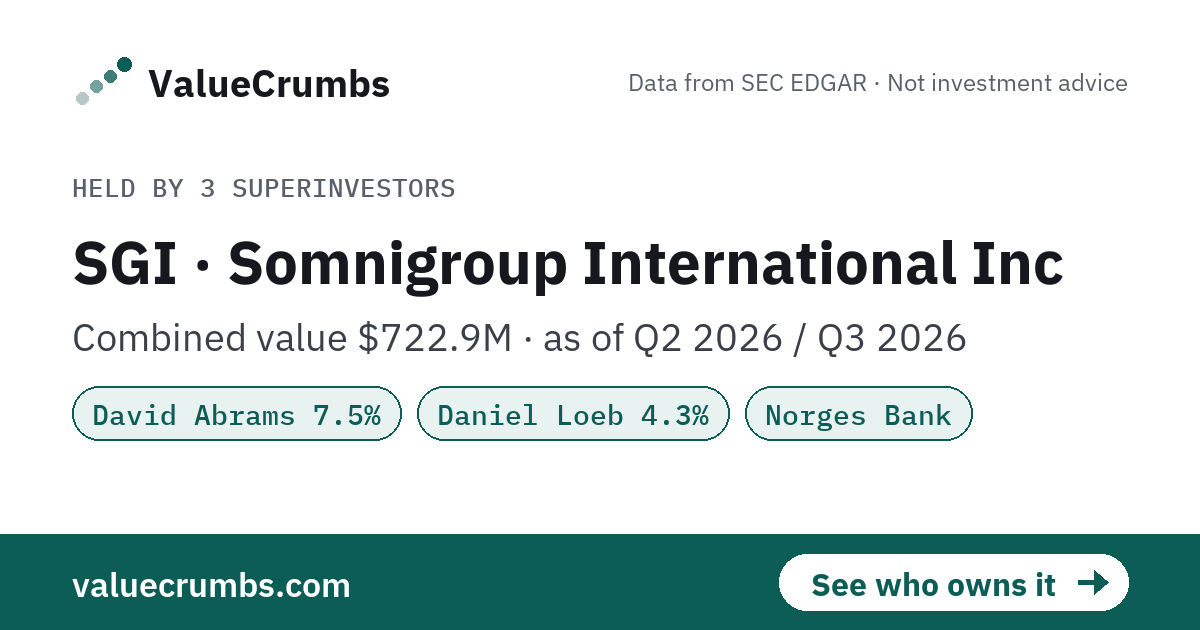 ValueCrumbs
Data from SEC EDGAR · Not investment advice
HELD BY 3 SUPERINVESTORS
SGI · Somnigroup International Inc
Combined value $722.9M · as of Q2 2026 / Q3 2026
David Abrams 7.5%
Daniel Loeb 4.3%
Norges Bank
valuecrumbs.com
See who owns it →